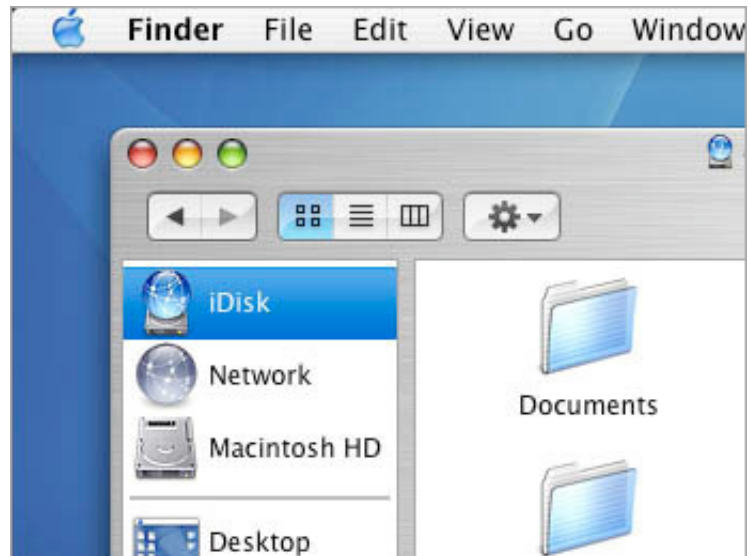 Finder File Edit View Go Window
iDisk
Network
Macintosh HD
Desktop
Documents